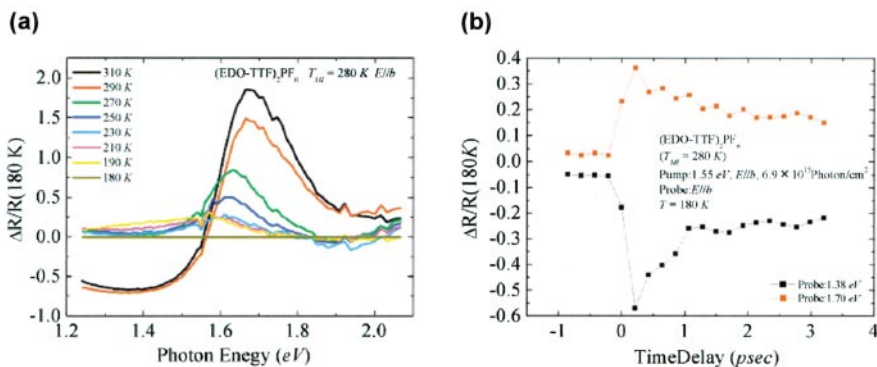 (a)
ΔR/R(180 K)
2.0
1.5
1.0
0.5
0.0
-0.5
-1.0
310 K
290 K
270 K
250 K
230 K
210 K
190 K
180 K
(EDO-TTF)₂PF₆ T_MI = 280 K E//b
1.2 1.4 1.6 1.8 2.0
Photon Enegy (eV)
(b)
ΔR/R(180K)
0.4
0.3
0.2
0.1
0.0
-0.1
-0.2
-0.3
-0.4
-0.5
-0.6
(EDO-TTF)₂PF₆
(T_MI = 280 K)
Pump:1.55 eV, E//b, 6.9 × 10¹⁵Photon/cm²
Probe:E//b
T = 180 K
Probe:1.38 eV
Probe:1.70 eV
-1 0 1 2 3 4
TimeDelay (psec)